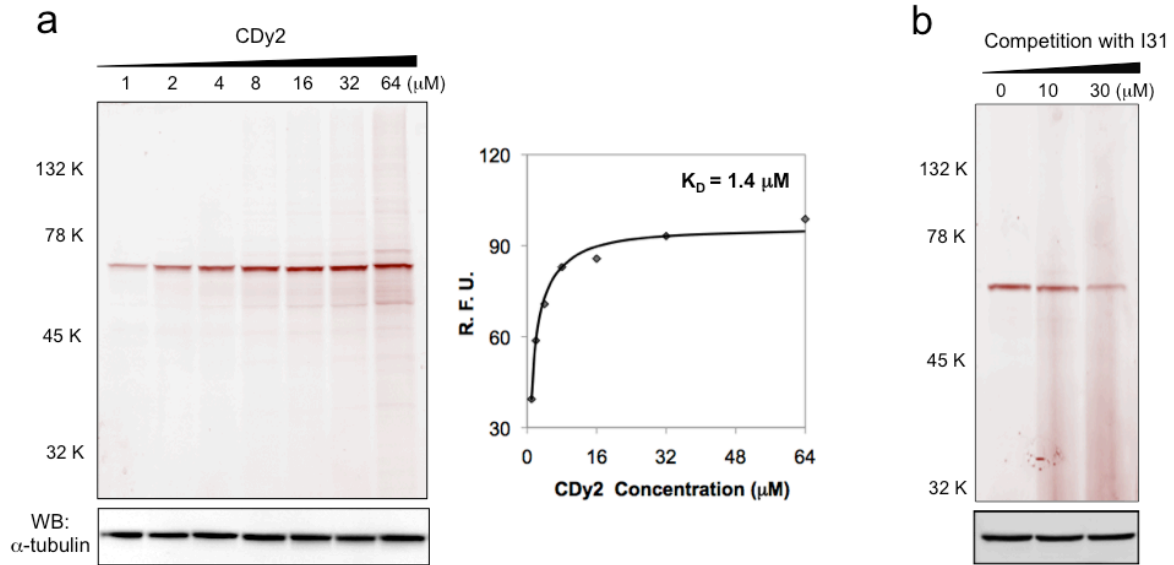 a
CDy2
1 2 4 8 16 32 64 (μM)
132 K
78 K
45 K
32 K
WB:
α-tubulin
120
90
60
30
R. F. U.
K_D = 1.4 μM
0 16 32 48 64
CDy2 Concentration (μM)
b
Competition with I31
0 10 30 (μM)
132 K
78 K
45 K
32 K